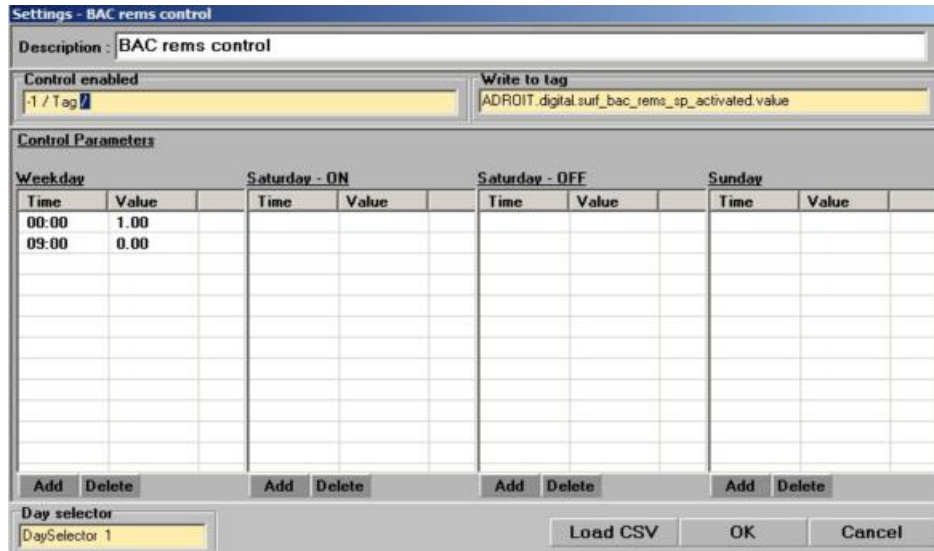 Settings - BAC rems control
Description : BAC rems control
Control enabled Write to tag
-1 / Tag / ADROIT.digital.surf_bac_rems_sp_activated.value
Control Parameters
Weekday Saturday - ON Saturday - OFF Sunday
Time Value Time Value Time Value Time Value
00:00 1.00
09:00 0.00
Add Delete Add Delete Add Delete Add Delete
Day selector
DaySelector 1 Load CSV OK Cancel